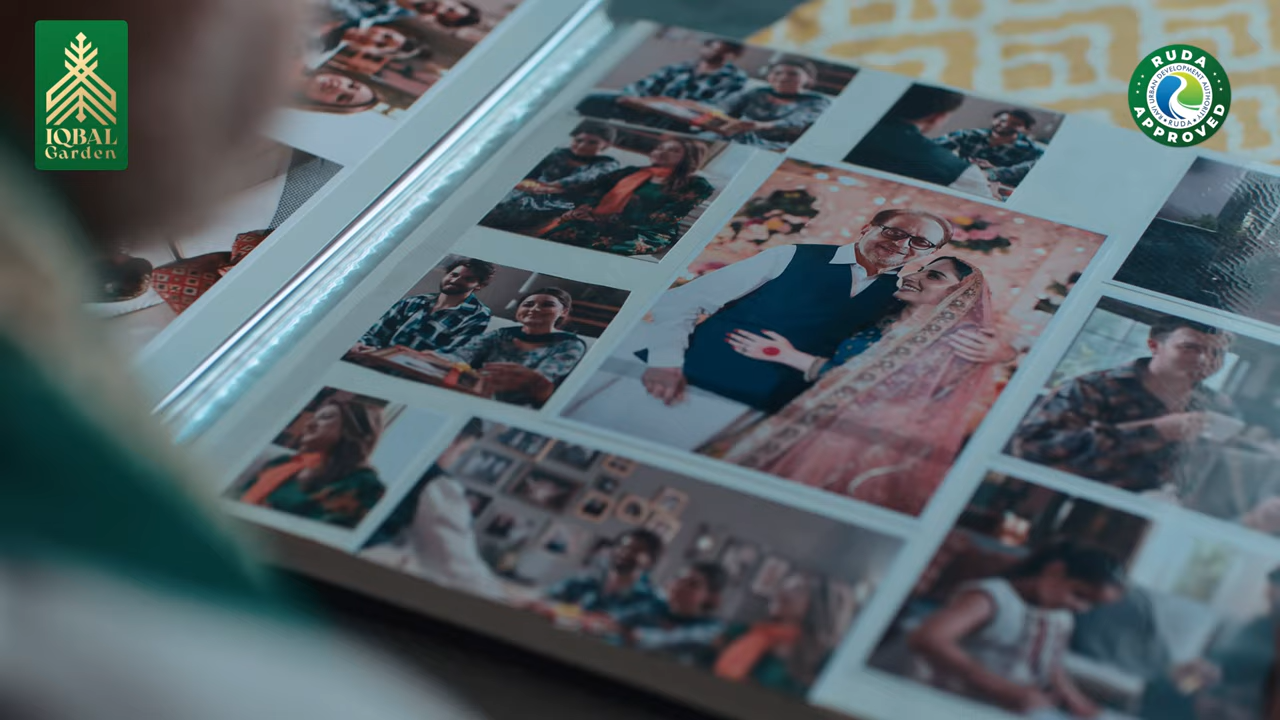 IQBAL
Garden
RUDA
RAVI URBAN DEVELOPMENT AUTHORITY
RUDA
APPROVED